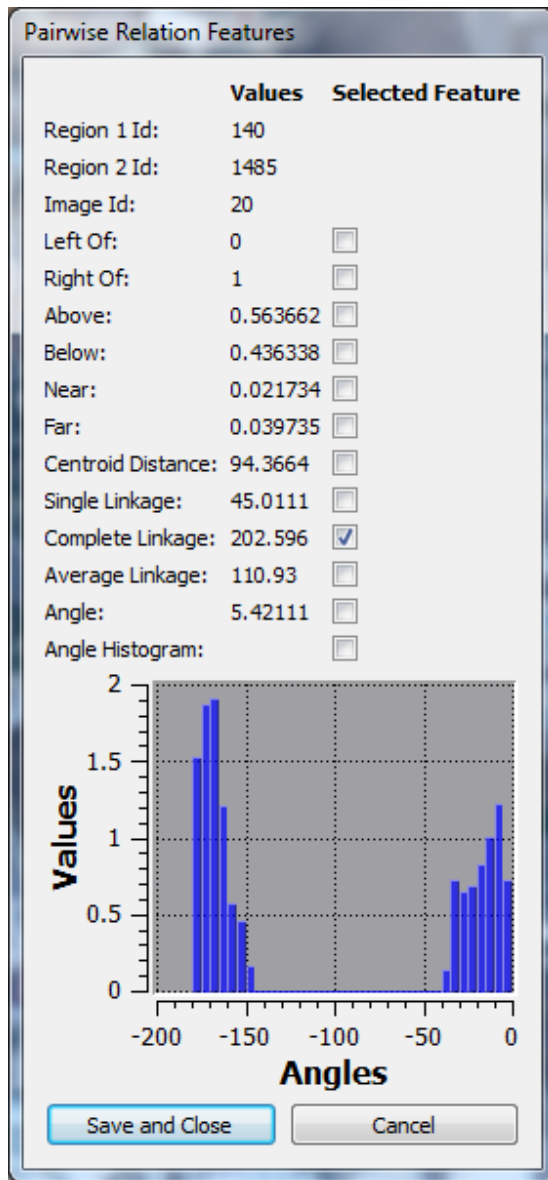 Pairwise Relation Features
Values Selected Feature
Region 1 Id: 140
Region 2 Id: 1485
Image Id: 20
Left Of: 0
Right Of: 1
Above: 0.563662
Below: 0.436338
Near: 0.021734
Far: 0.039735
Centroid Distance: 94.3664
Single Linkage: 45.0111
Complete Linkage: 202.596
Average Linkage: 110.93
Angle: 5.42111
Angle Histogram:
2
1.5
1
0.5
0
Values
-200 -150 -100 -50 0
Angles
Save and Close Cancel